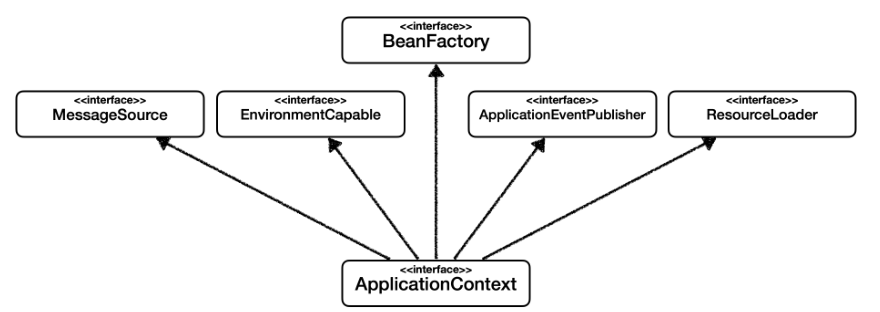 <<interface>>
BeanFactory
<<interface>>
MessageSource
<<interface>>
EnvironmentCapable
<<interface>>
ApplicationEventPublisher
<<interface>>
ResourceLoader
<<interface>>
ApplicationContext